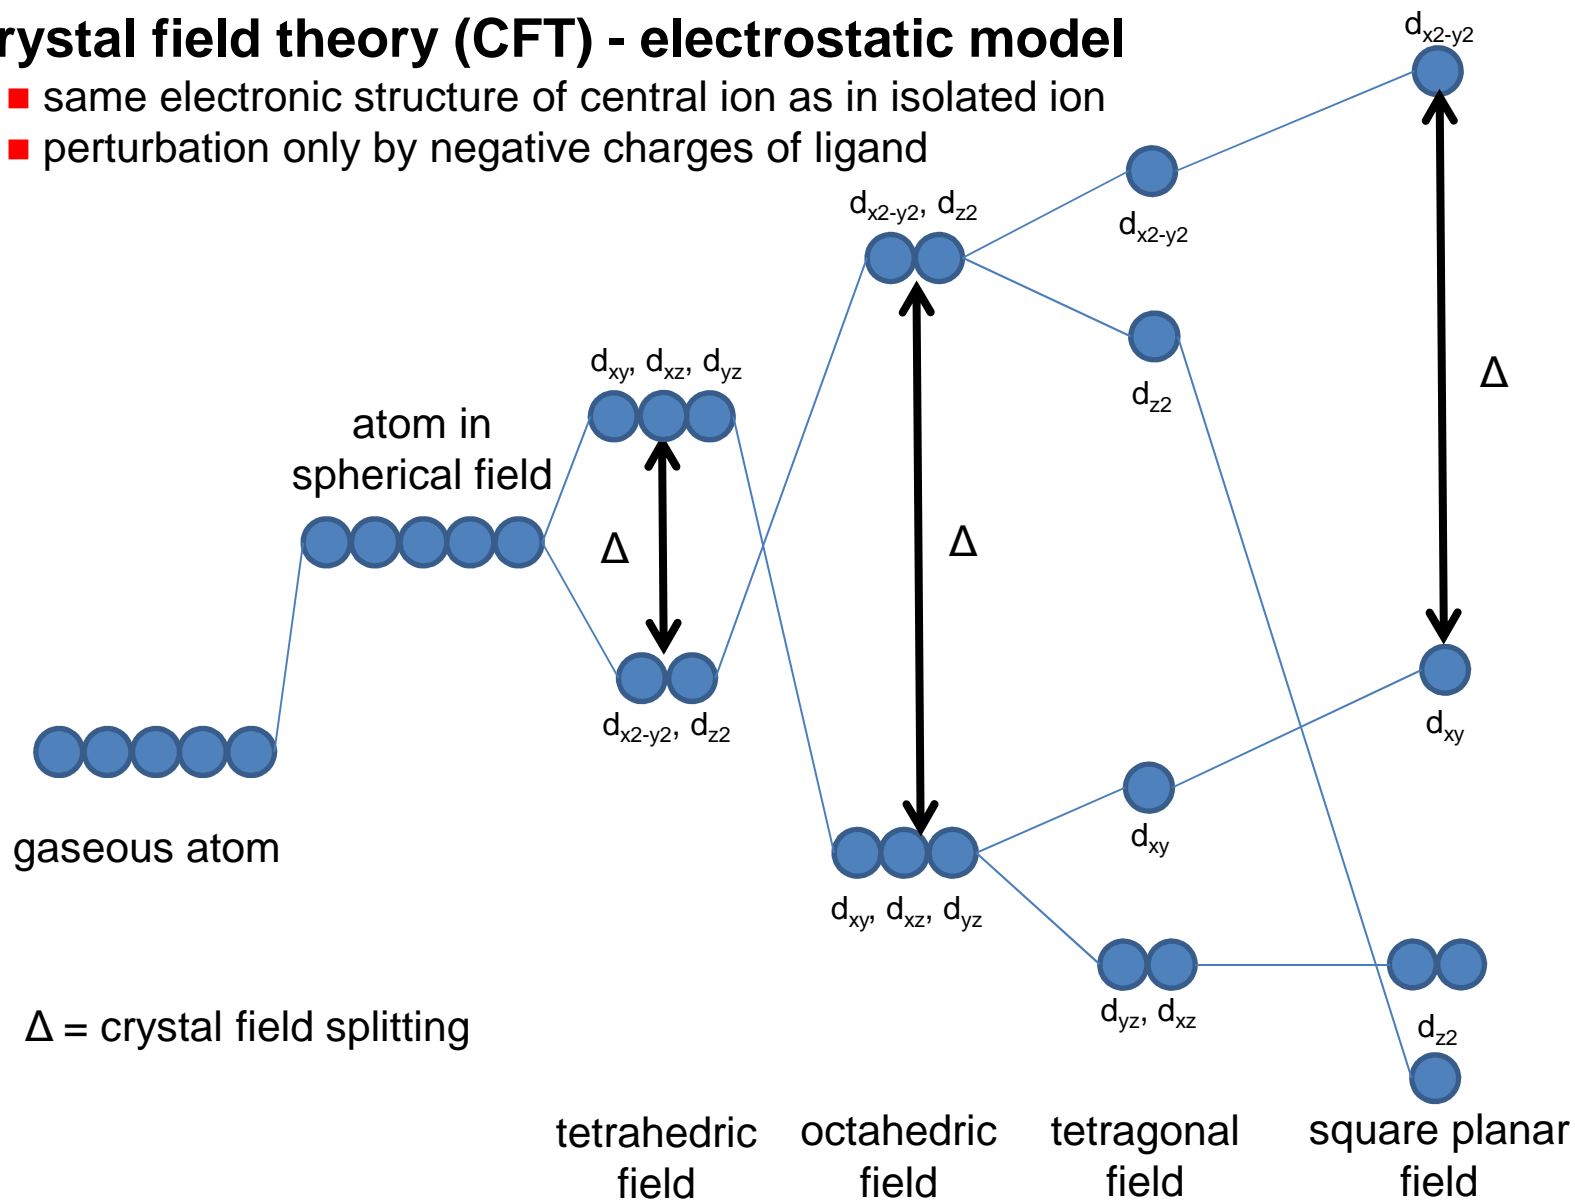 rystal field theory (CFT) - electrostatic model
same electronic structure of central ion as in isolated ion
perturbation only by negative charges of ligand
dx2-y2
dx2-y2, dz2
dx2-y2
dz2
Δ
dxy, dxz, dyz
atom in
spherical field
Δ
Δ
dx2-y2, dz2
dxy
gaseous atom
dxy
dxy, dxz, dyz
dyz, dxz
dz2
Δ = crystal field splitting
tetrahedric
field
octahedric
field
tetragonal
field
square planar
field